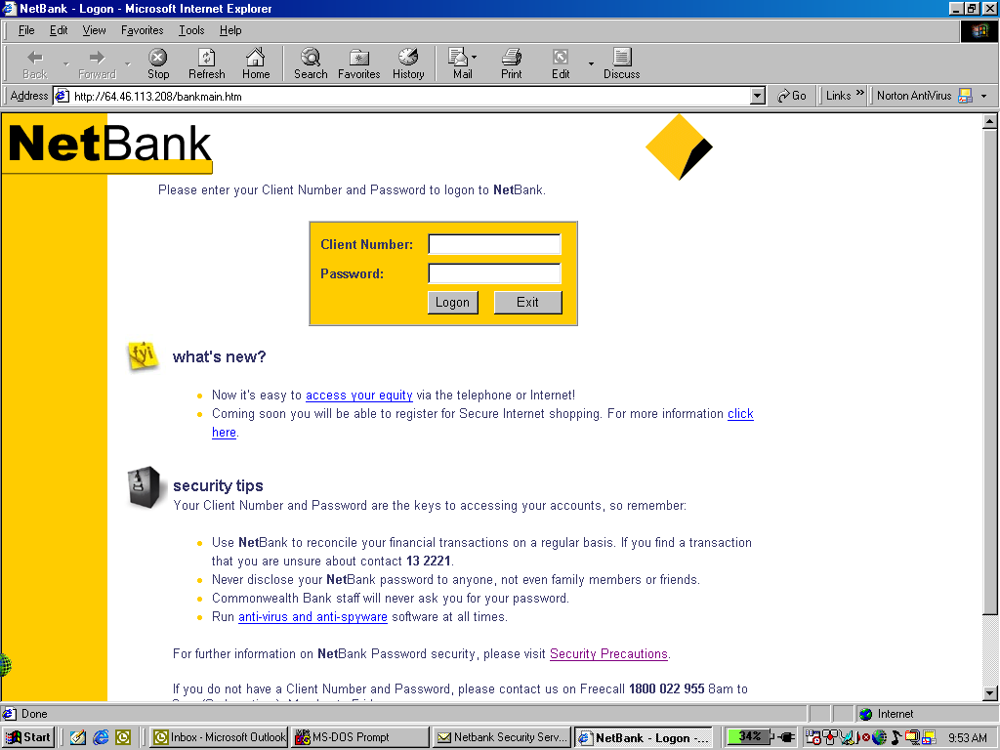 NetBank - Logon - Microsoft Internet Explorer
File Edit View Favorites Tools Help
Back Forward Stop Refresh Home Search Favorites History Mail Print Edit Discuss
Address http://64.46.113.208/bankmain.htm Go Links » Norton AntiVirus
NetBank
Please enter your Client Number and Password to logon to NetBank.
Client Number:
Password:
Logon Exit
fyi
what's new?
Now it's easy to access your equity via the telephone or Internet!
Coming soon you will be able to register for Secure Internet shopping. For more information click
here.
security tips
Your Client Number and Password are the keys to accessing your accounts, so remember:
Use NetBank to reconcile your financial transactions on a regular basis. If you find a transaction
that you are unsure about contact 13 2221.
Never disclose your NetBank password to anyone, not even family members or friends.
Commonwealth Bank staff will never ask you for your password.
Run anti-virus and anti-spyware software at all times.
For further information on NetBank Password security, please visit Security Precautions.
If you do not have a Client Number and Password, please contact us on Freecall 1800 022 955 8am to
Done Internet
Start Inbox - Microsoft Outlook MS-DOS Prompt Netbank Security Serv... NetBank - Logon -... 34% 9:53 AM